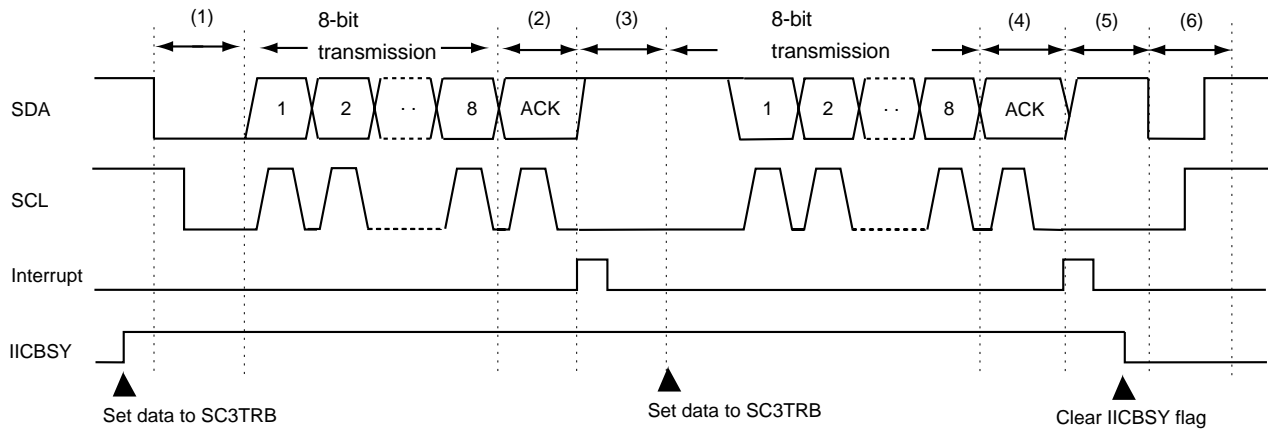 (1) 8-bit transmission (2) (3) 8-bit transmission (4) (5) (6)
SDA 1 2 ·· 8 ACK 1 2 ·· 8 ACK
SCL
Interrupt
IICBSY
Set data to SC3TRB Set data to SC3TRB Clear IICBSY flag